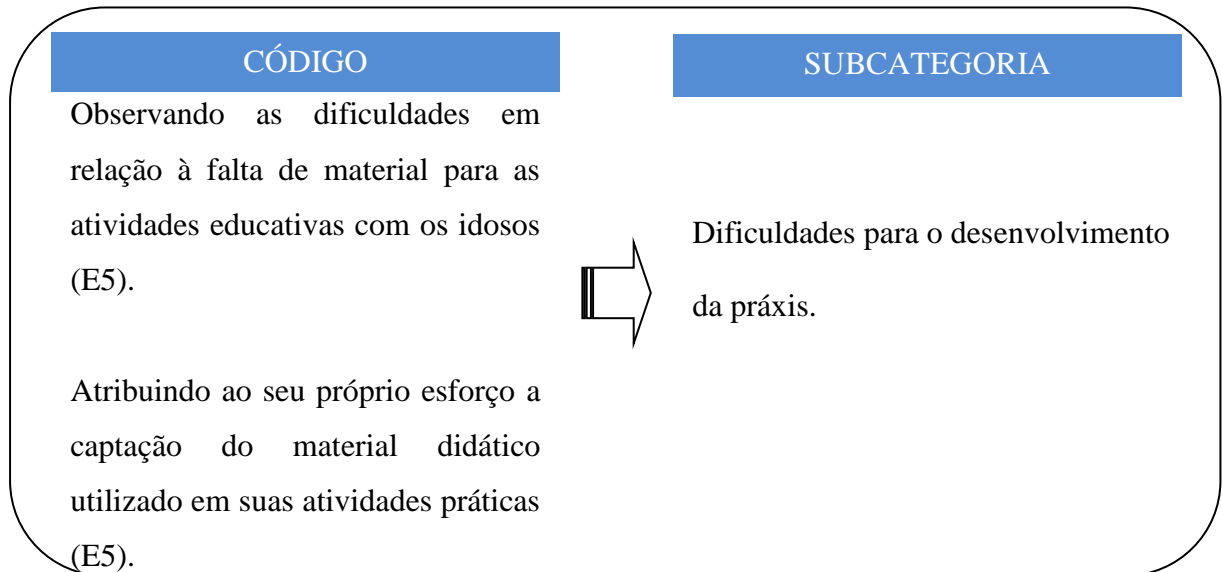 CÓDIGO
Observando as dificuldades em
relação à falta de material para as
atividades educativas com os idosos
(E5).
Atribuindo ao seu próprio esforço a
captação do material didático
utilizado em suas atividades práticas
(E5).
SUBCATEGORIA
Dificuldades para o desenvolvimento
da práxis.